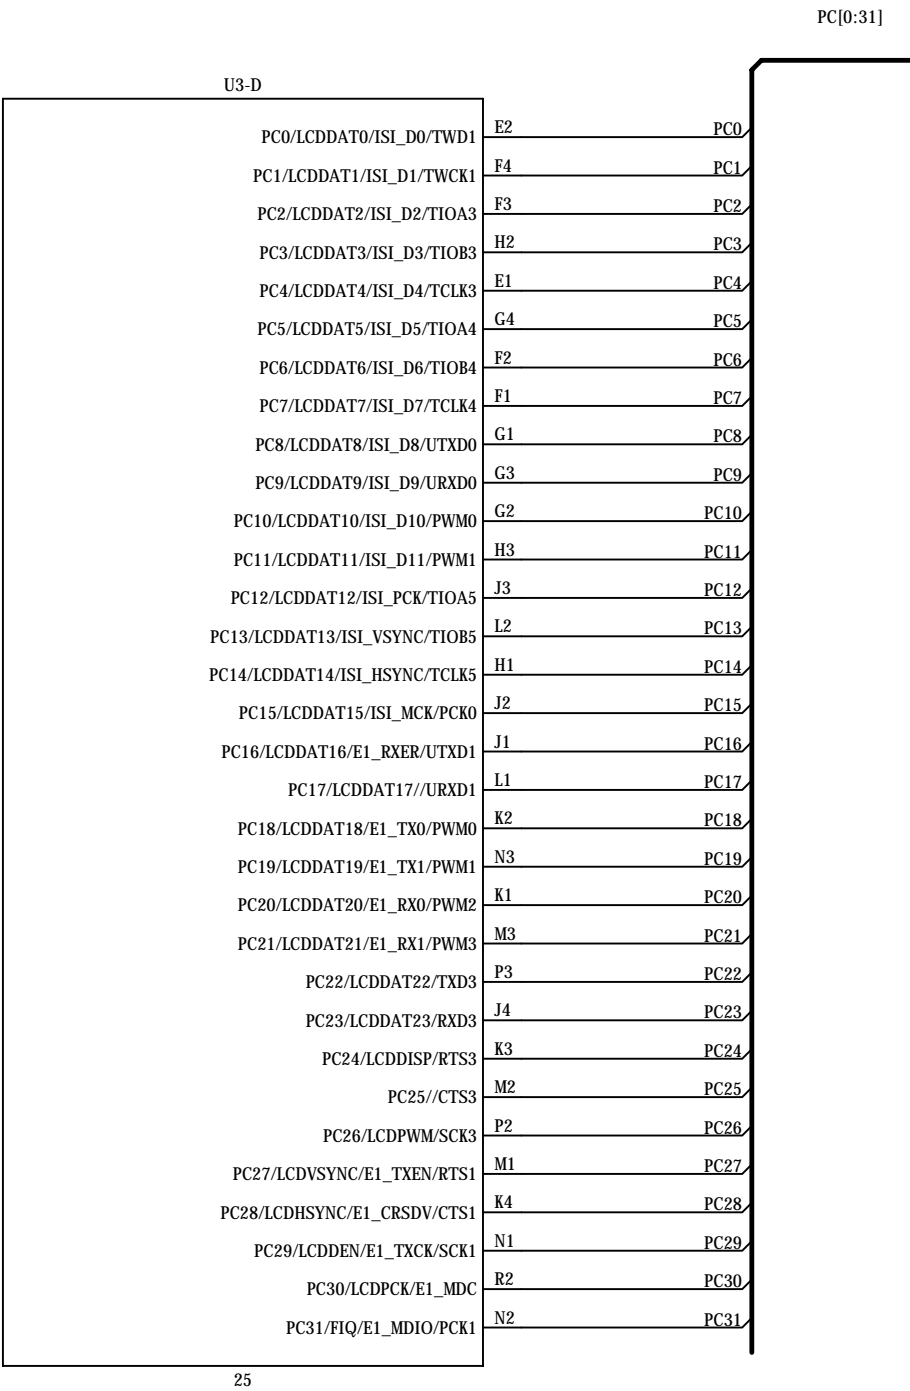 PC[0:31]
U3-D
PC0/LCDDAT0/ISI_D0/TWD1 E2 PC0
PC1/LCDDAT1/ISI_D1/TWCK1 F4 PC1
PC2/LCDDAT2/ISI_D2/TIOA3 F3 PC2
PC3/LCDDAT3/ISI_D3/TIOB3 H2 PC3
PC4/LCDDAT4/ISI_D4/TCLK3 E1 PC4
PC5/LCDDAT5/ISI_D5/TIOA4 G4 PC5
PC6/LCDDAT6/ISI_D6/TIOB4 F2 PC6
PC7/LCDDAT7/ISI_D7/TCLK4 F1 PC7
PC8/LCDDAT8/ISI_D8/UTXD0 G1 PC8
PC9/LCDDAT9/ISI_D9/URXD0 G3 PC9
PC10/LCDDAT10/ISI_D10/PWM0 G2 PC10
PC11/LCDDAT11/ISI_D11/PWM1 H3 PC11
PC12/LCDDAT12/ISI_PCK/TIOA5 J3 PC12
PC13/LCDDAT13/ISI_VSYNC/TIOB5 L2 PC13
PC14/LCDDAT14/ISI_HSYNC/TCLK5 H1 PC14
PC15/LCDDAT15/ISI_MCK/PCK0 J2 PC15
PC16/LCDDAT16/E1_RXER/UTXD1 J1 PC16
PC17/LCDDAT17//URXD1 L1 PC17
PC18/LCDDAT18/E1_TX0/PWM0 K2 PC18
PC19/LCDDAT19/E1_TX1/PWM1 N3 PC19
PC20/LCDDAT20/E1_RX0/PWM2 K1 PC20
PC21/LCDDAT21/E1_RX1/PWM3 M3 PC21
PC22/LCDDAT22/TXD3 P3 PC22
PC23/LCDDAT23/RXD3 J4 PC23
PC24/LCDDISP/RTS3 K3 PC24
PC25//CTS3 M2 PC25
PC26/LCDPWM/SCK3 P2 PC26
PC27/LCDVSYNC/E1_TXEN/RTS1 M1 PC27
PC28/LCDHSYNC/E1_CRSDV/CTS1 K4 PC28
PC29/LCDDEN/E1_TXCK/SCK1 N1 PC29
PC30/LCDPCK/E1_MDC R2 PC30
PC31/FIQ/E1_MDIO/PCK1 N2 PC31
25